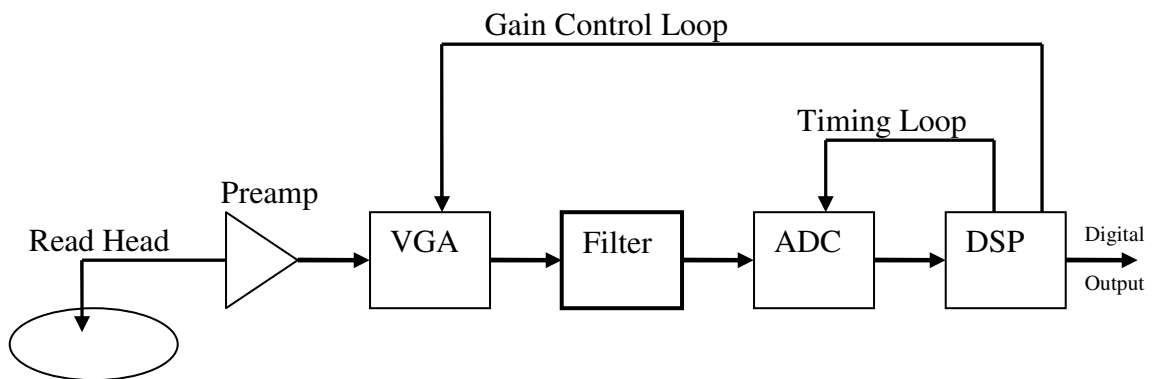 Gain Control Loop
Timing Loop
Preamp
Read Head
VGA
Filter
ADC
DSP
Digital
Output